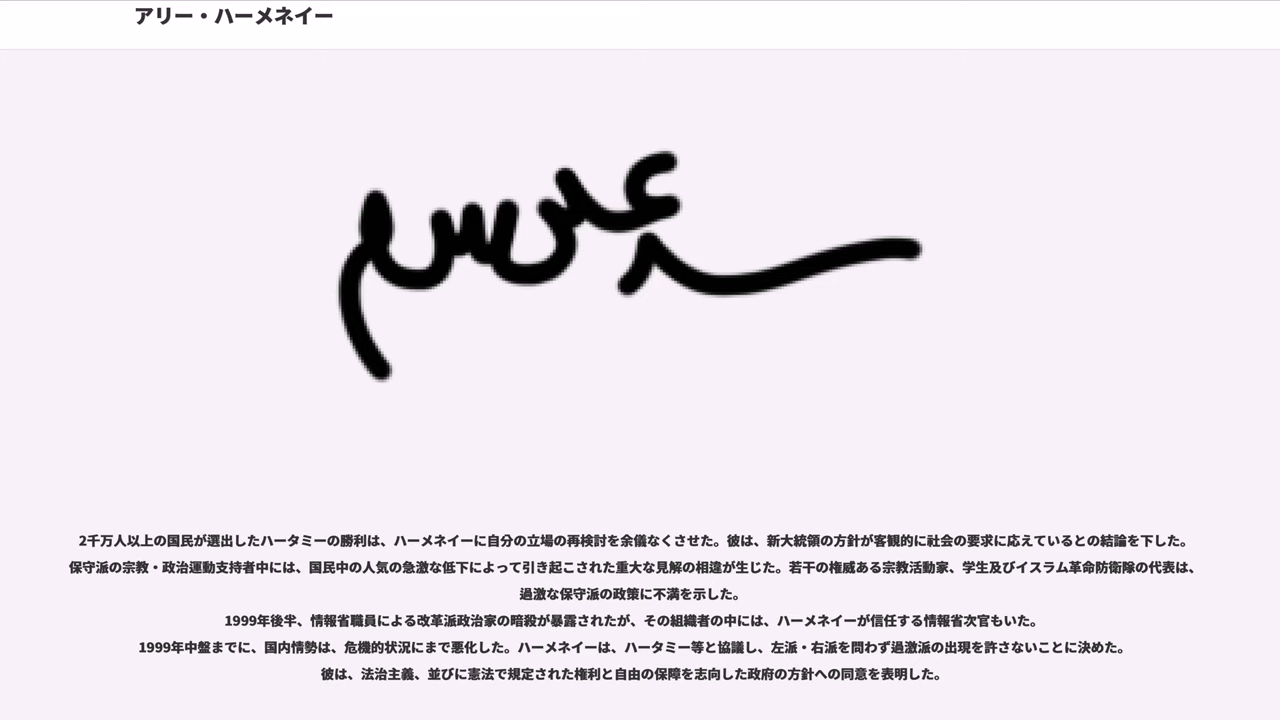 アリー・ハーメネイー
2千万人以上の国民が選出したハータミーの勝利は、ハーメネイーに自分の立場の再検討を余儀なくさせた。彼は、新大統領の方針が客観的に社会の要求に応えているとの結論を下した。
保守派の宗教・政治運動支持者中には、国民中の人気の急激な低下によって引き起こされた重大な見解の相違が生じた。若干の権威ある宗教活動家、学生及びイスラム革命防衛隊の代表は、
過激な保守派の政策に不満を示した。
1999年後半、情報省職員による改革派政治家の暗殺が暴露されたが、その組織者の中には、ハーメネイーが信任する情報省次官もいた。
1999年中盤までに、国内情勢は、危機的状況にまで悪化した。ハーメネイーは、ハータミー等と協議し、左派・右派を問わず過激派の出現を許さないことに決めた。
彼は、法治主義、並びに憲法で規定された権利と自由の保障を志向した政府の方針への同意を表明した。